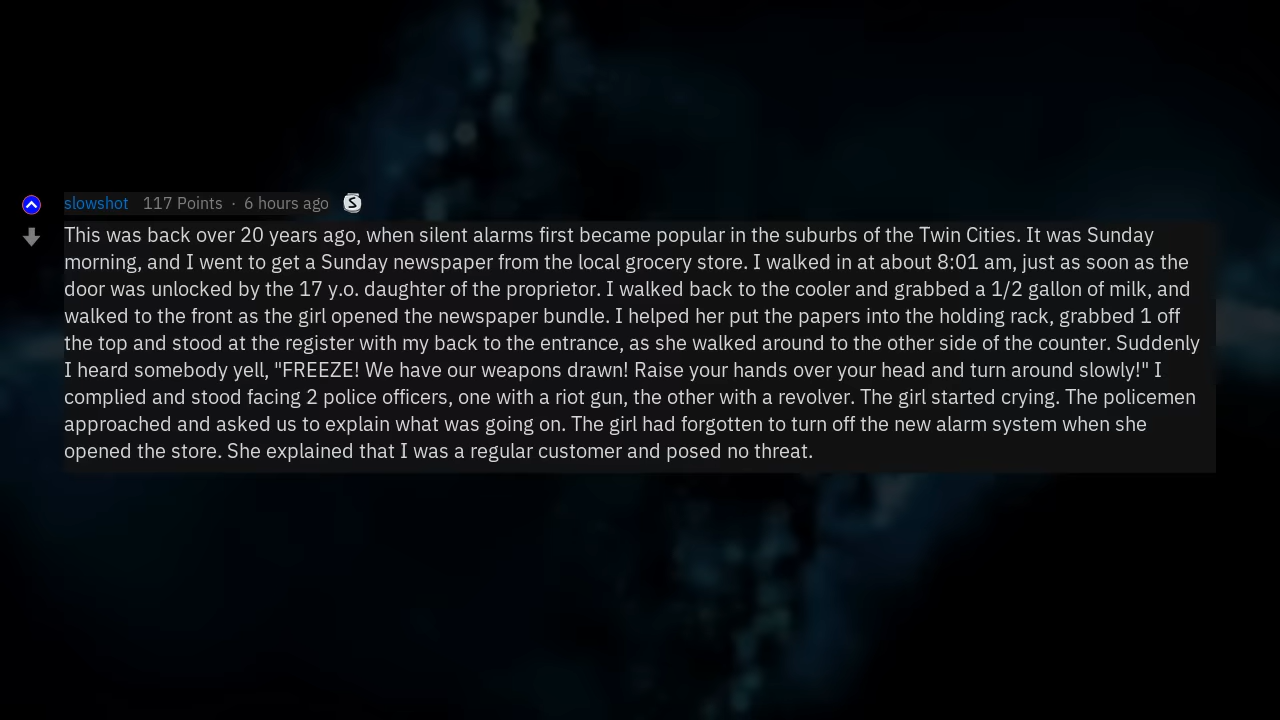 slowshot 117 Points · 6 hours ago
This was back over 20 years ago, when silent alarms first became popular in the suburbs of the Twin Cities. It was Sunday
morning, and I went to get a Sunday newspaper from the local grocery store. I walked in at about 8:01 am, just as soon as the
door was unlocked by the 17 y.o. daughter of the proprietor. I walked back to the cooler and grabbed a 1/2 gallon of milk, and
walked to the front as the girl opened the newspaper bundle. I helped her put the papers into the holding rack, grabbed 1 off
the top and stood at the register with my back to the entrance, as she walked around to the other side of the counter. Suddenly
I heard somebody yell, "FREEZE! We have our weapons drawn! Raise your hands over your head and turn around slowly!" I
complied and stood facing 2 police officers, one with a riot gun, the other with a revolver. The girl started crying. The policemen
approached and asked us to explain what was going on. The girl had forgotten to turn off the new alarm system when she
opened the store. She explained that I was a regular customer and posed no threat.